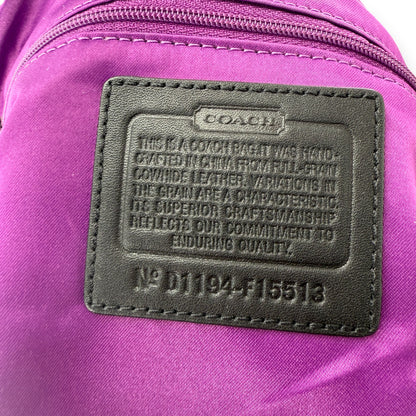 COACH
THIS IS A COACH BAG.IT WAS HAND-
CRAFTED IN CHINA FROM FULL-GRAIN
COWHIDE LEATHER. VARIATIONS IN
THE GRAIN ARE A CHARACTERISTIC.
ITS SUPERIOR CRAFTSMANSHIP
REFLECTS OUR COMMITMENT TO
ENDURING QUALITY.
Nº D1194-F15513